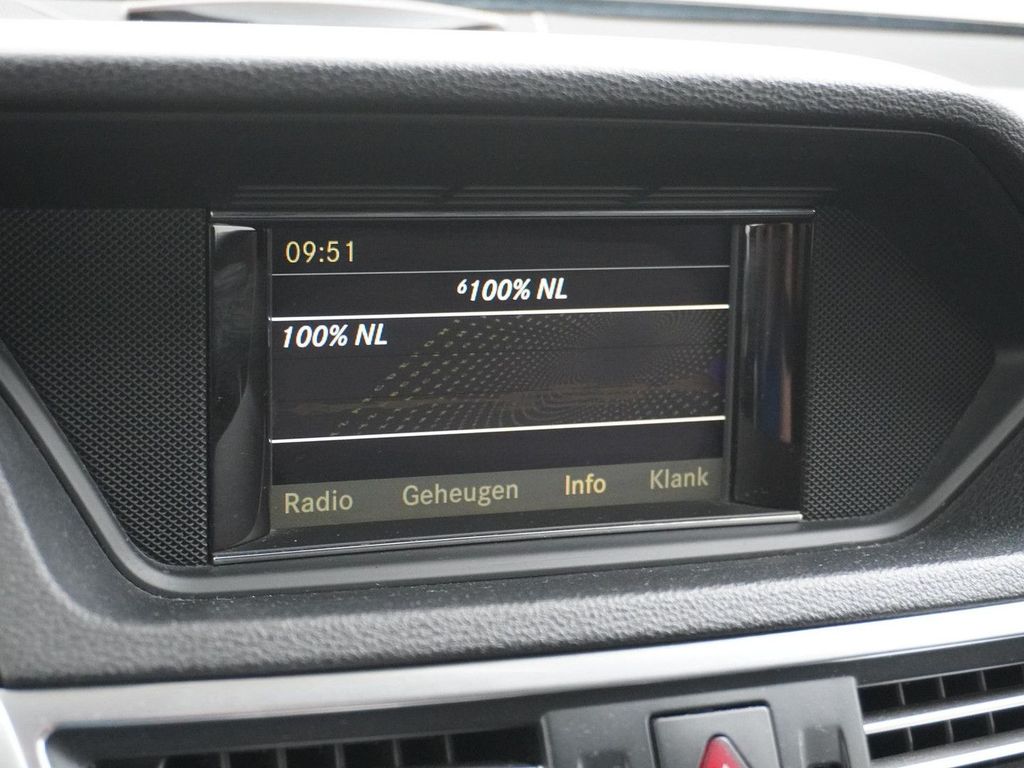 09:51
⁶100% NL
100% NL
Radio Geheugen Info Klank